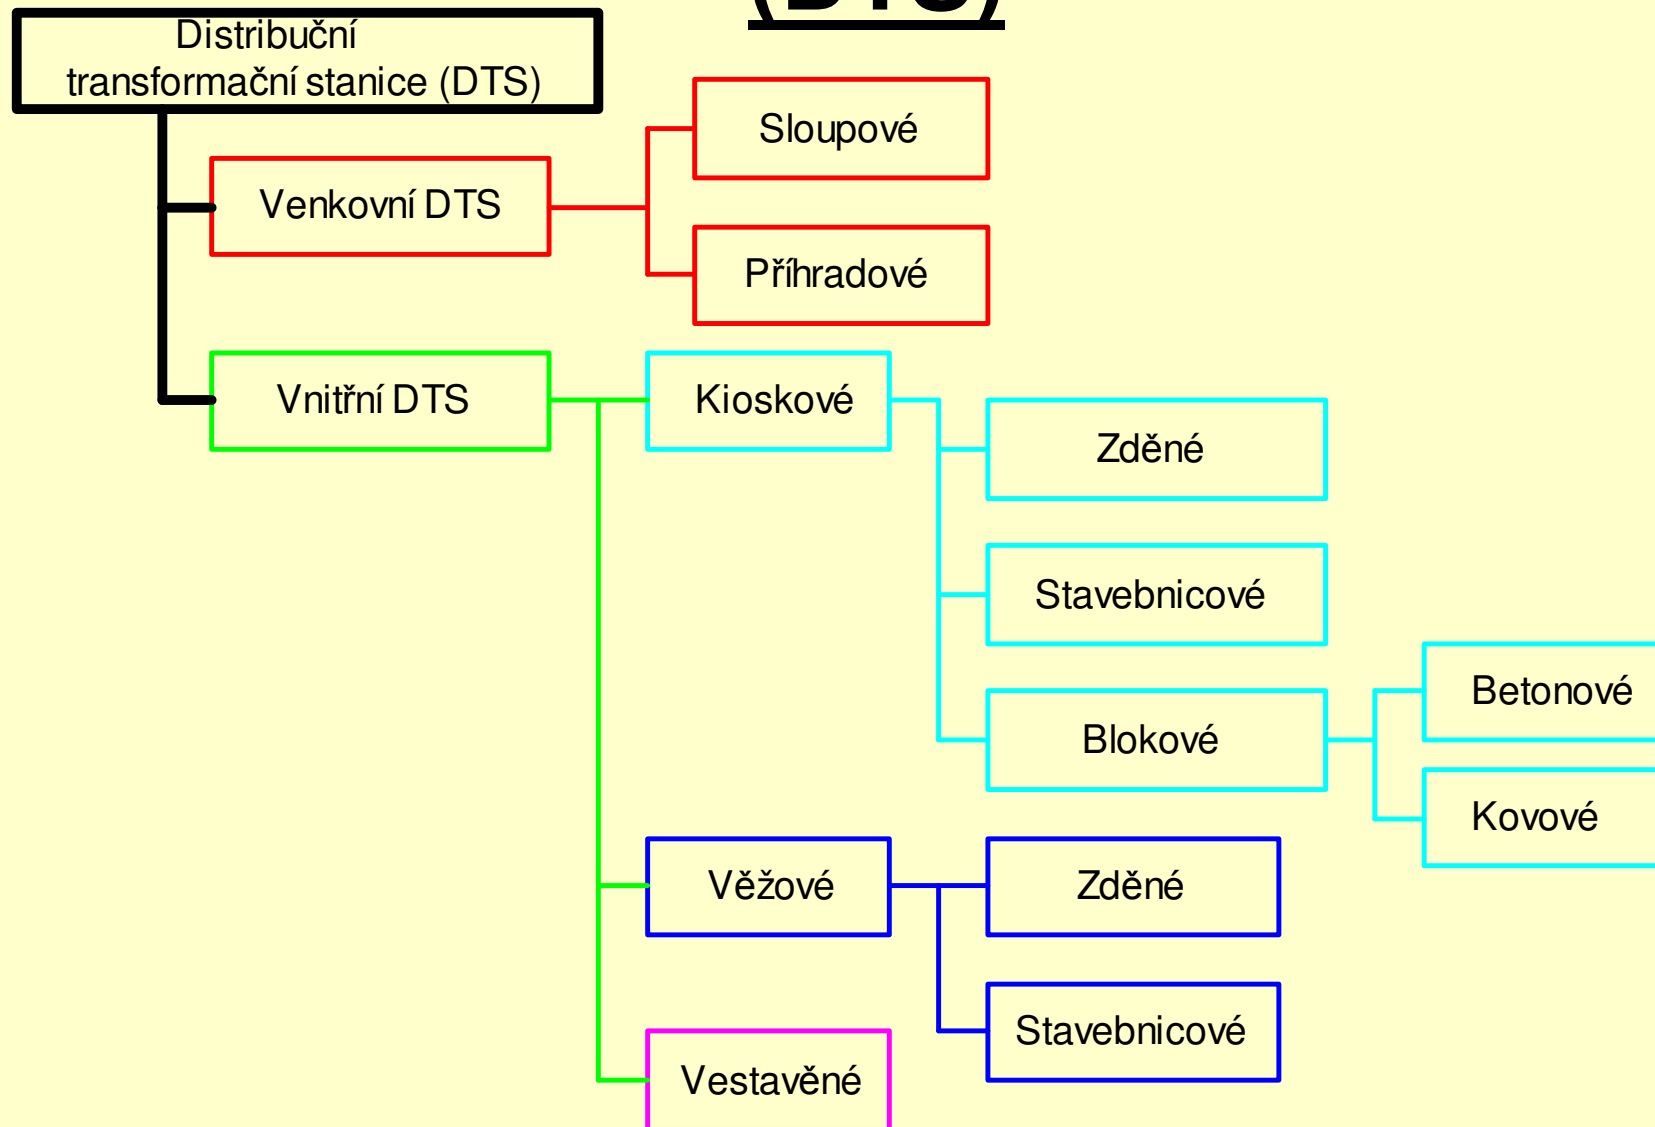 (DTS)
Distribuční
transformační stanice (DTS)
Sloupové
Venkovní DTS
Příhradové
Vnitřní DTS
Kioskové
Zděné
Stavebnicové
Betonové
Blokové
Kovové
Věžové
Zděné
Stavebnicové
Vestavěné